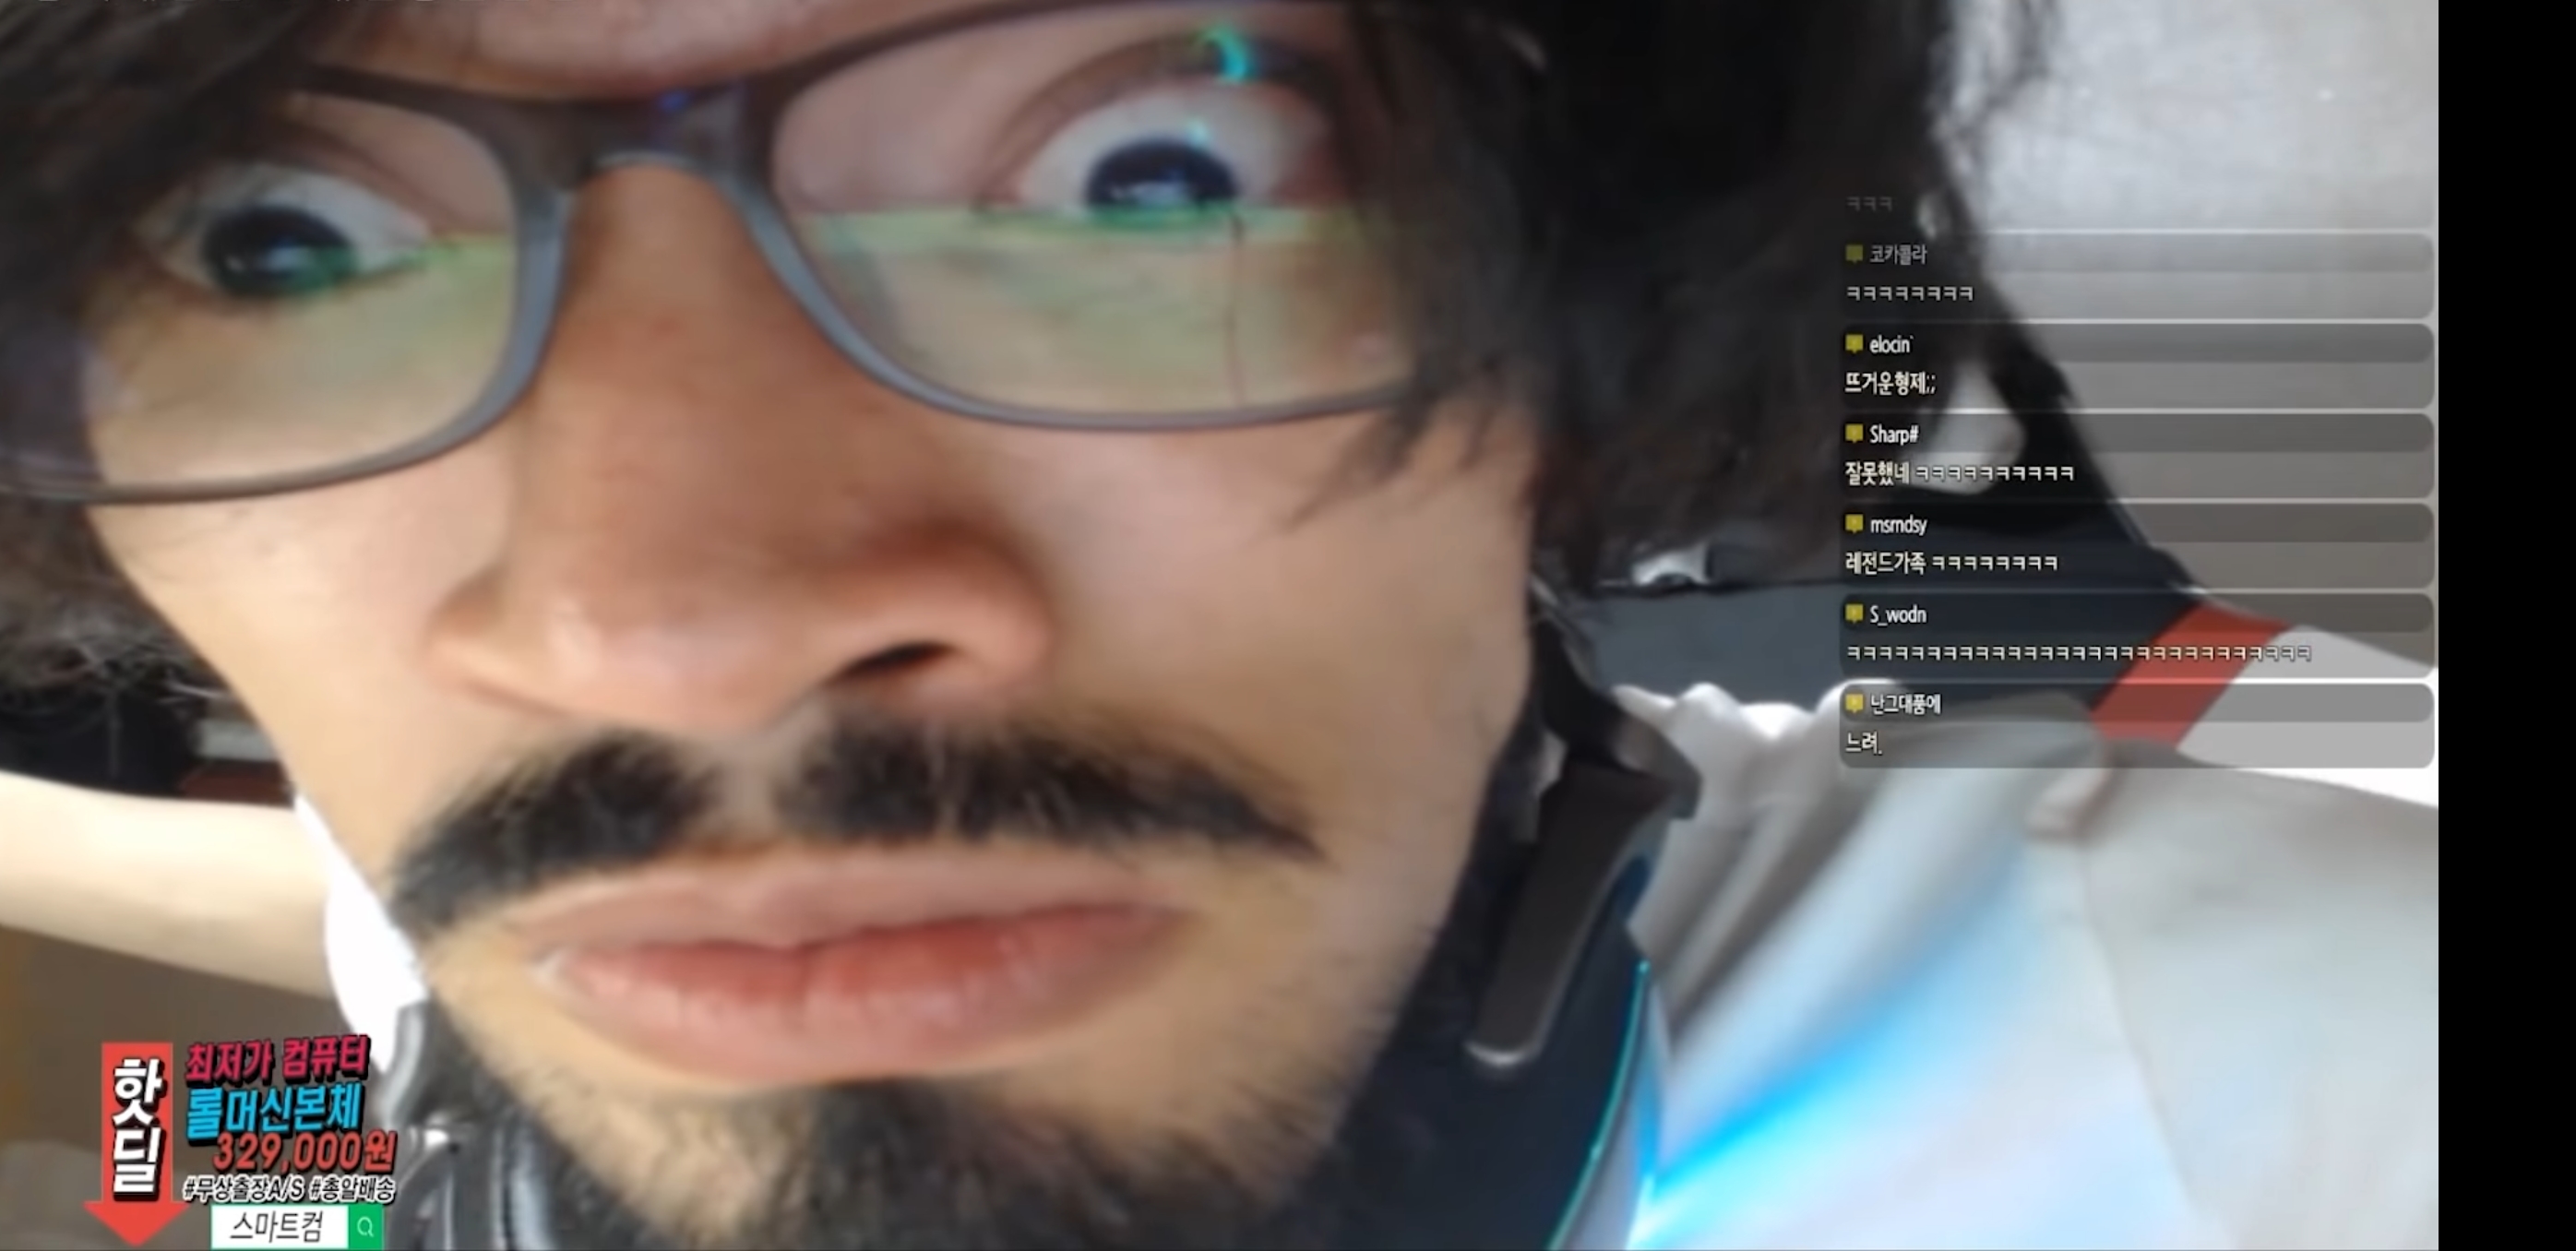 ㅋㅋㅋ
코카콜라
ㅋㅋㅋㅋㅋㅋㅋㅋ
elocin`
뜨거운형제;;
Sharp#
잘못했네 ㅋㅋㅋㅋㅋㅋㅋㅋㅋㅋ
msrndsy
레전드가족 ㅋㅋㅋㅋㅋㅋㅋㅋ
S_wodn
ㅋㅋㅋㅋㅋㅋㅋㅋㅋㅋㅋㅋㅋㅋㅋㅋㅋㅋㅋㅋㅋㅋㅋㅋㅋㅋㅋㅋㅋ
난그대품에
느려.
핫딜
최저가 컴퓨터
롤머신본체
329,000원
#무상출장A/S #총알배송
스마트컴